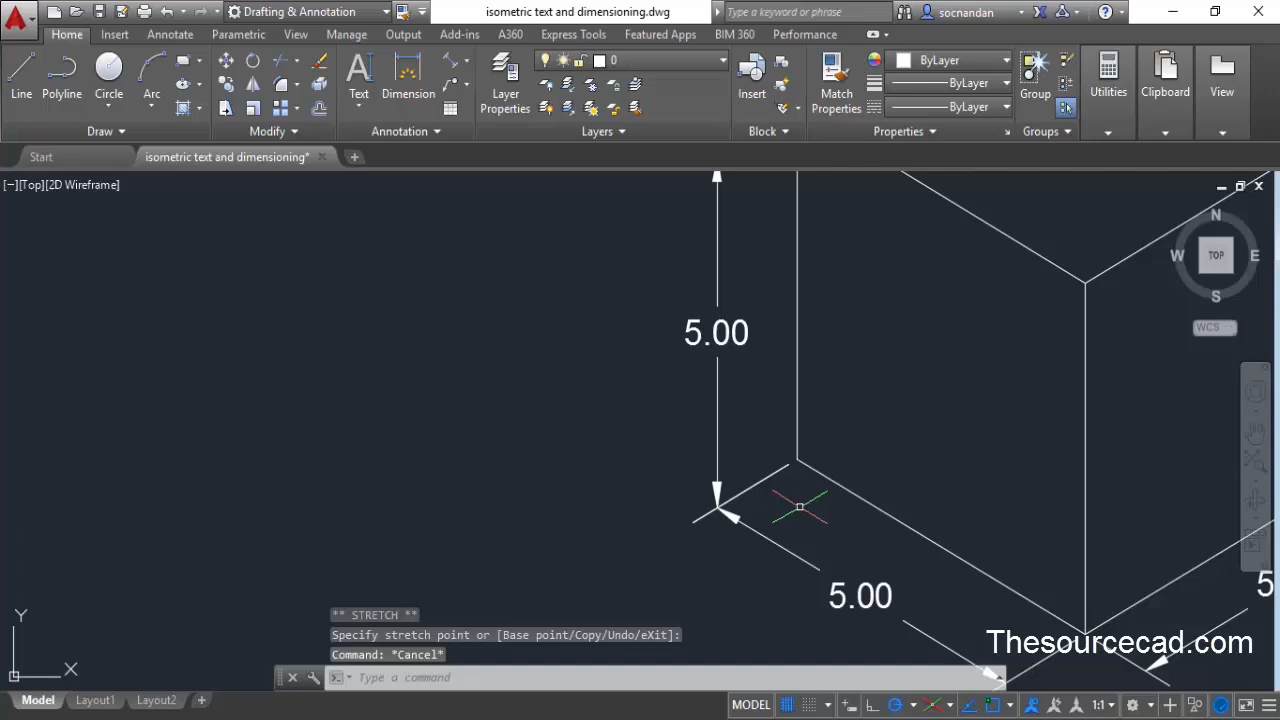 Drafting & Annotation
isometric text and dimensioning.dwg
Type a keyword or phrase
socnandan
Home Insert Annotate Parametric View Manage Output Add-ins A360 Express Tools Featured Apps BIM 360 Performance
Line Polyline Circle Arc
Text Dimension
Layer Properties
0
Insert
Match Properties
ByLayer
ByLayer
ByLayer
Group
Utilities
Clipboard
View
Draw Modify Annotation Layers Block Properties Groups
Start isometric text and dimensioning*
[−][Top][2D Wireframe]
N
W TOP E
S
WCS
5.00
5.00
5
Thesourcecad.com
Y
X
** STRETCH **
Specify stretch point or [Base point/Copy/Undo/eXit]:
Command: *Cancel*
Type a command
Model Layout1 Layout2
MODEL
1:1